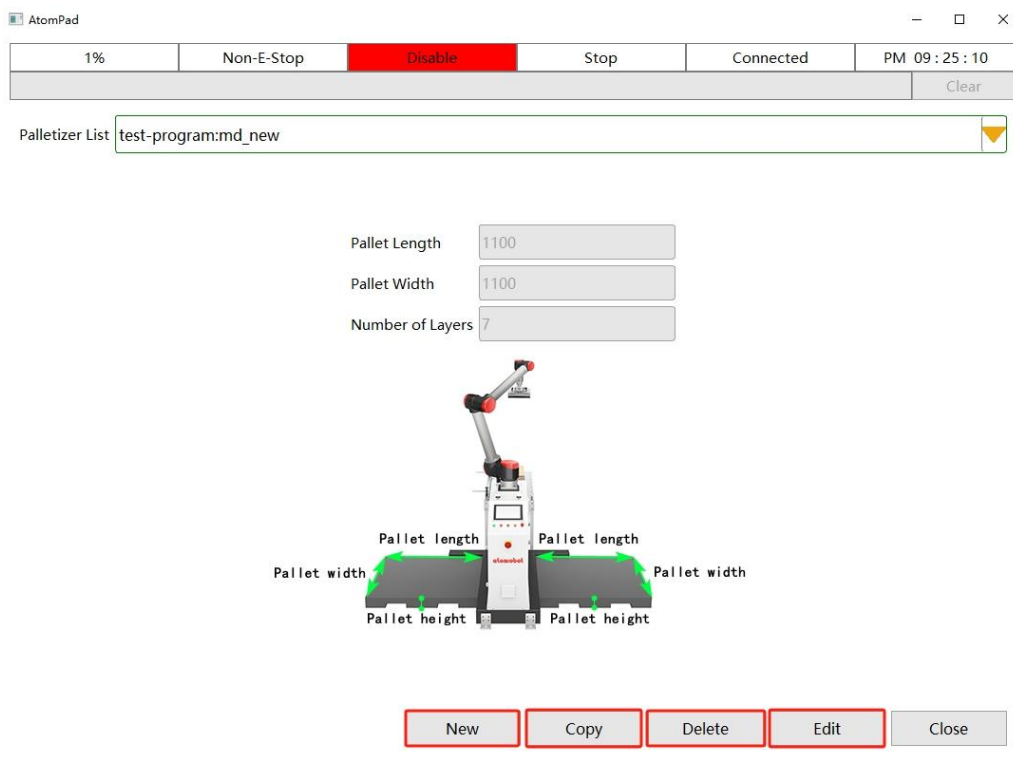 AtomPad
1% Non-E-Stop Disable Stop Connected PM 09:25:10
Clear
Palletizer List test-program:md_new
Pallet Length 1100
Pallet Width 1100
Number of Layers 7
Pallet length Pallet length
atomobot
Pallet width Pallet width
Pallet height Pallet height
New Copy Delete Edit Close